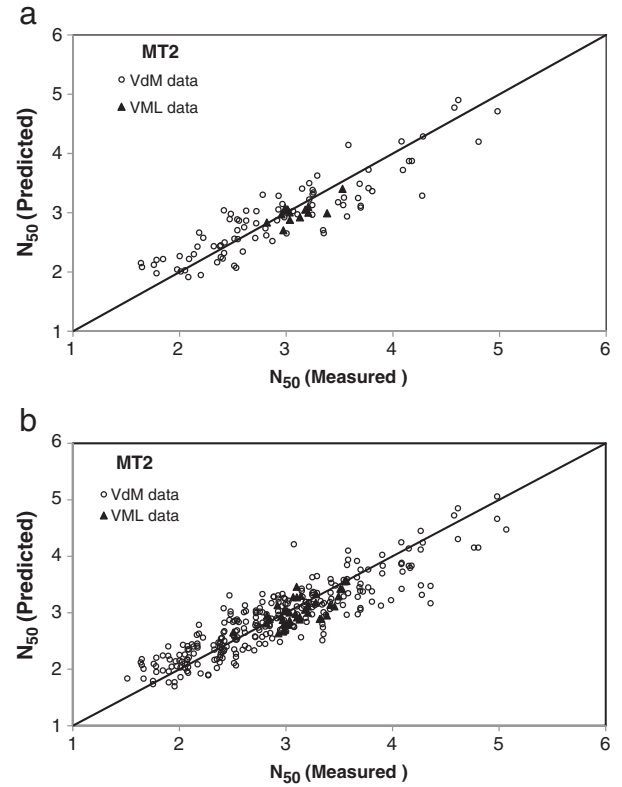 a
6
MT2
VdM data
VML data
5
4
3
2
1
N50 (Predicted)
1 2 3 4 5 6
N50 (Measured )
b
6
MT2
VdM data
VML data
5
4
3
2
1
N50 (Predicted)
1 2 3 4 5 6
N50 (Measured )